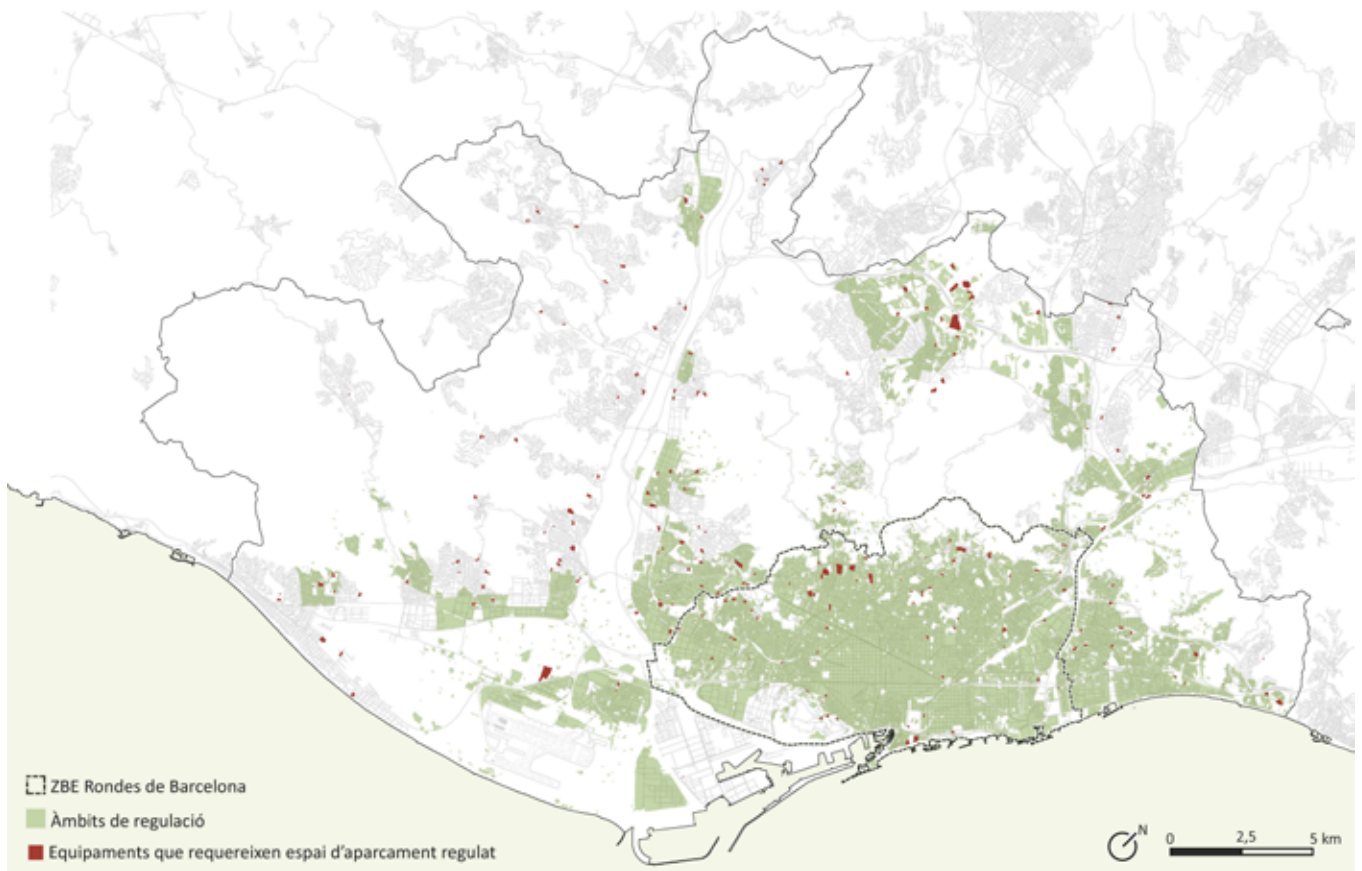 ZBE Rondes de Barcelona
Àmbits de regulació
Equipaments que requereixen espai d'aparcament regulat
N
0 2,5 5 km